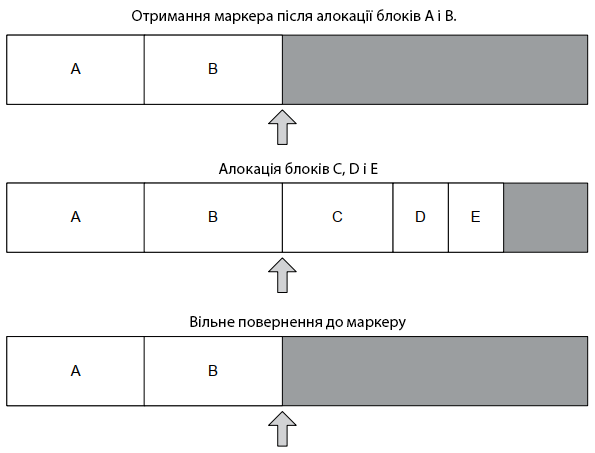 Отримання маркера після алокації блоків A і B.
A B
Алокація блоків C, D і E
A B C D E
Вільне повернення до маркеру
A B